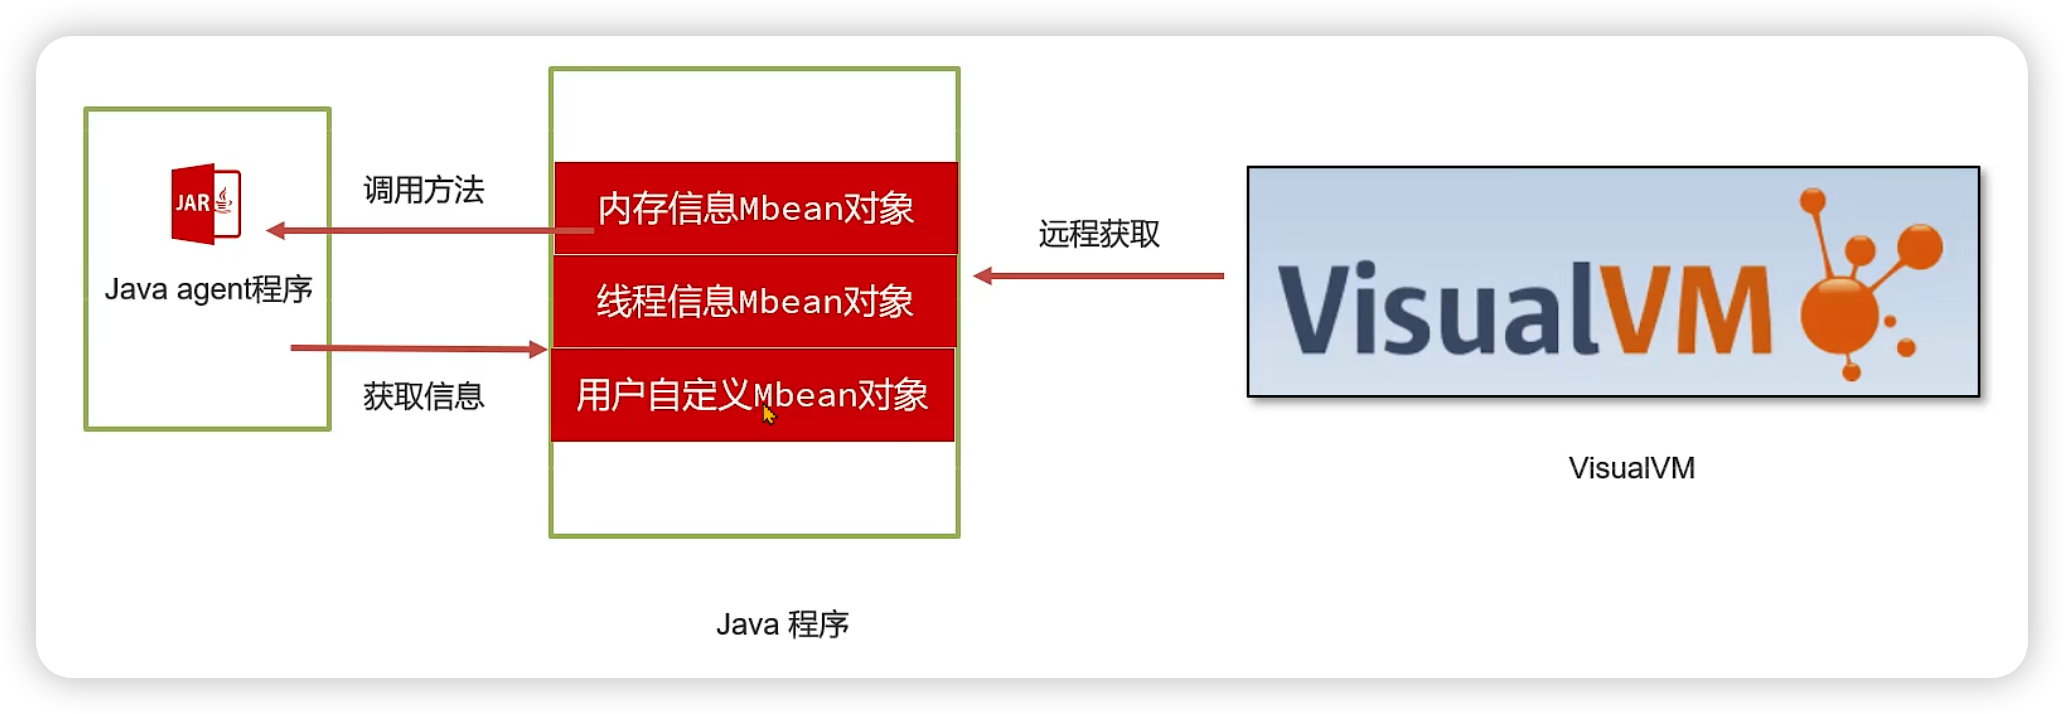 JAR
Java agent程序
调用方法
获取信息
内存信息Mbean对象
线程信息Mbean对象
用户自定义Mbean对象
Java 程序
远程获取
VisualVM
VisualVM